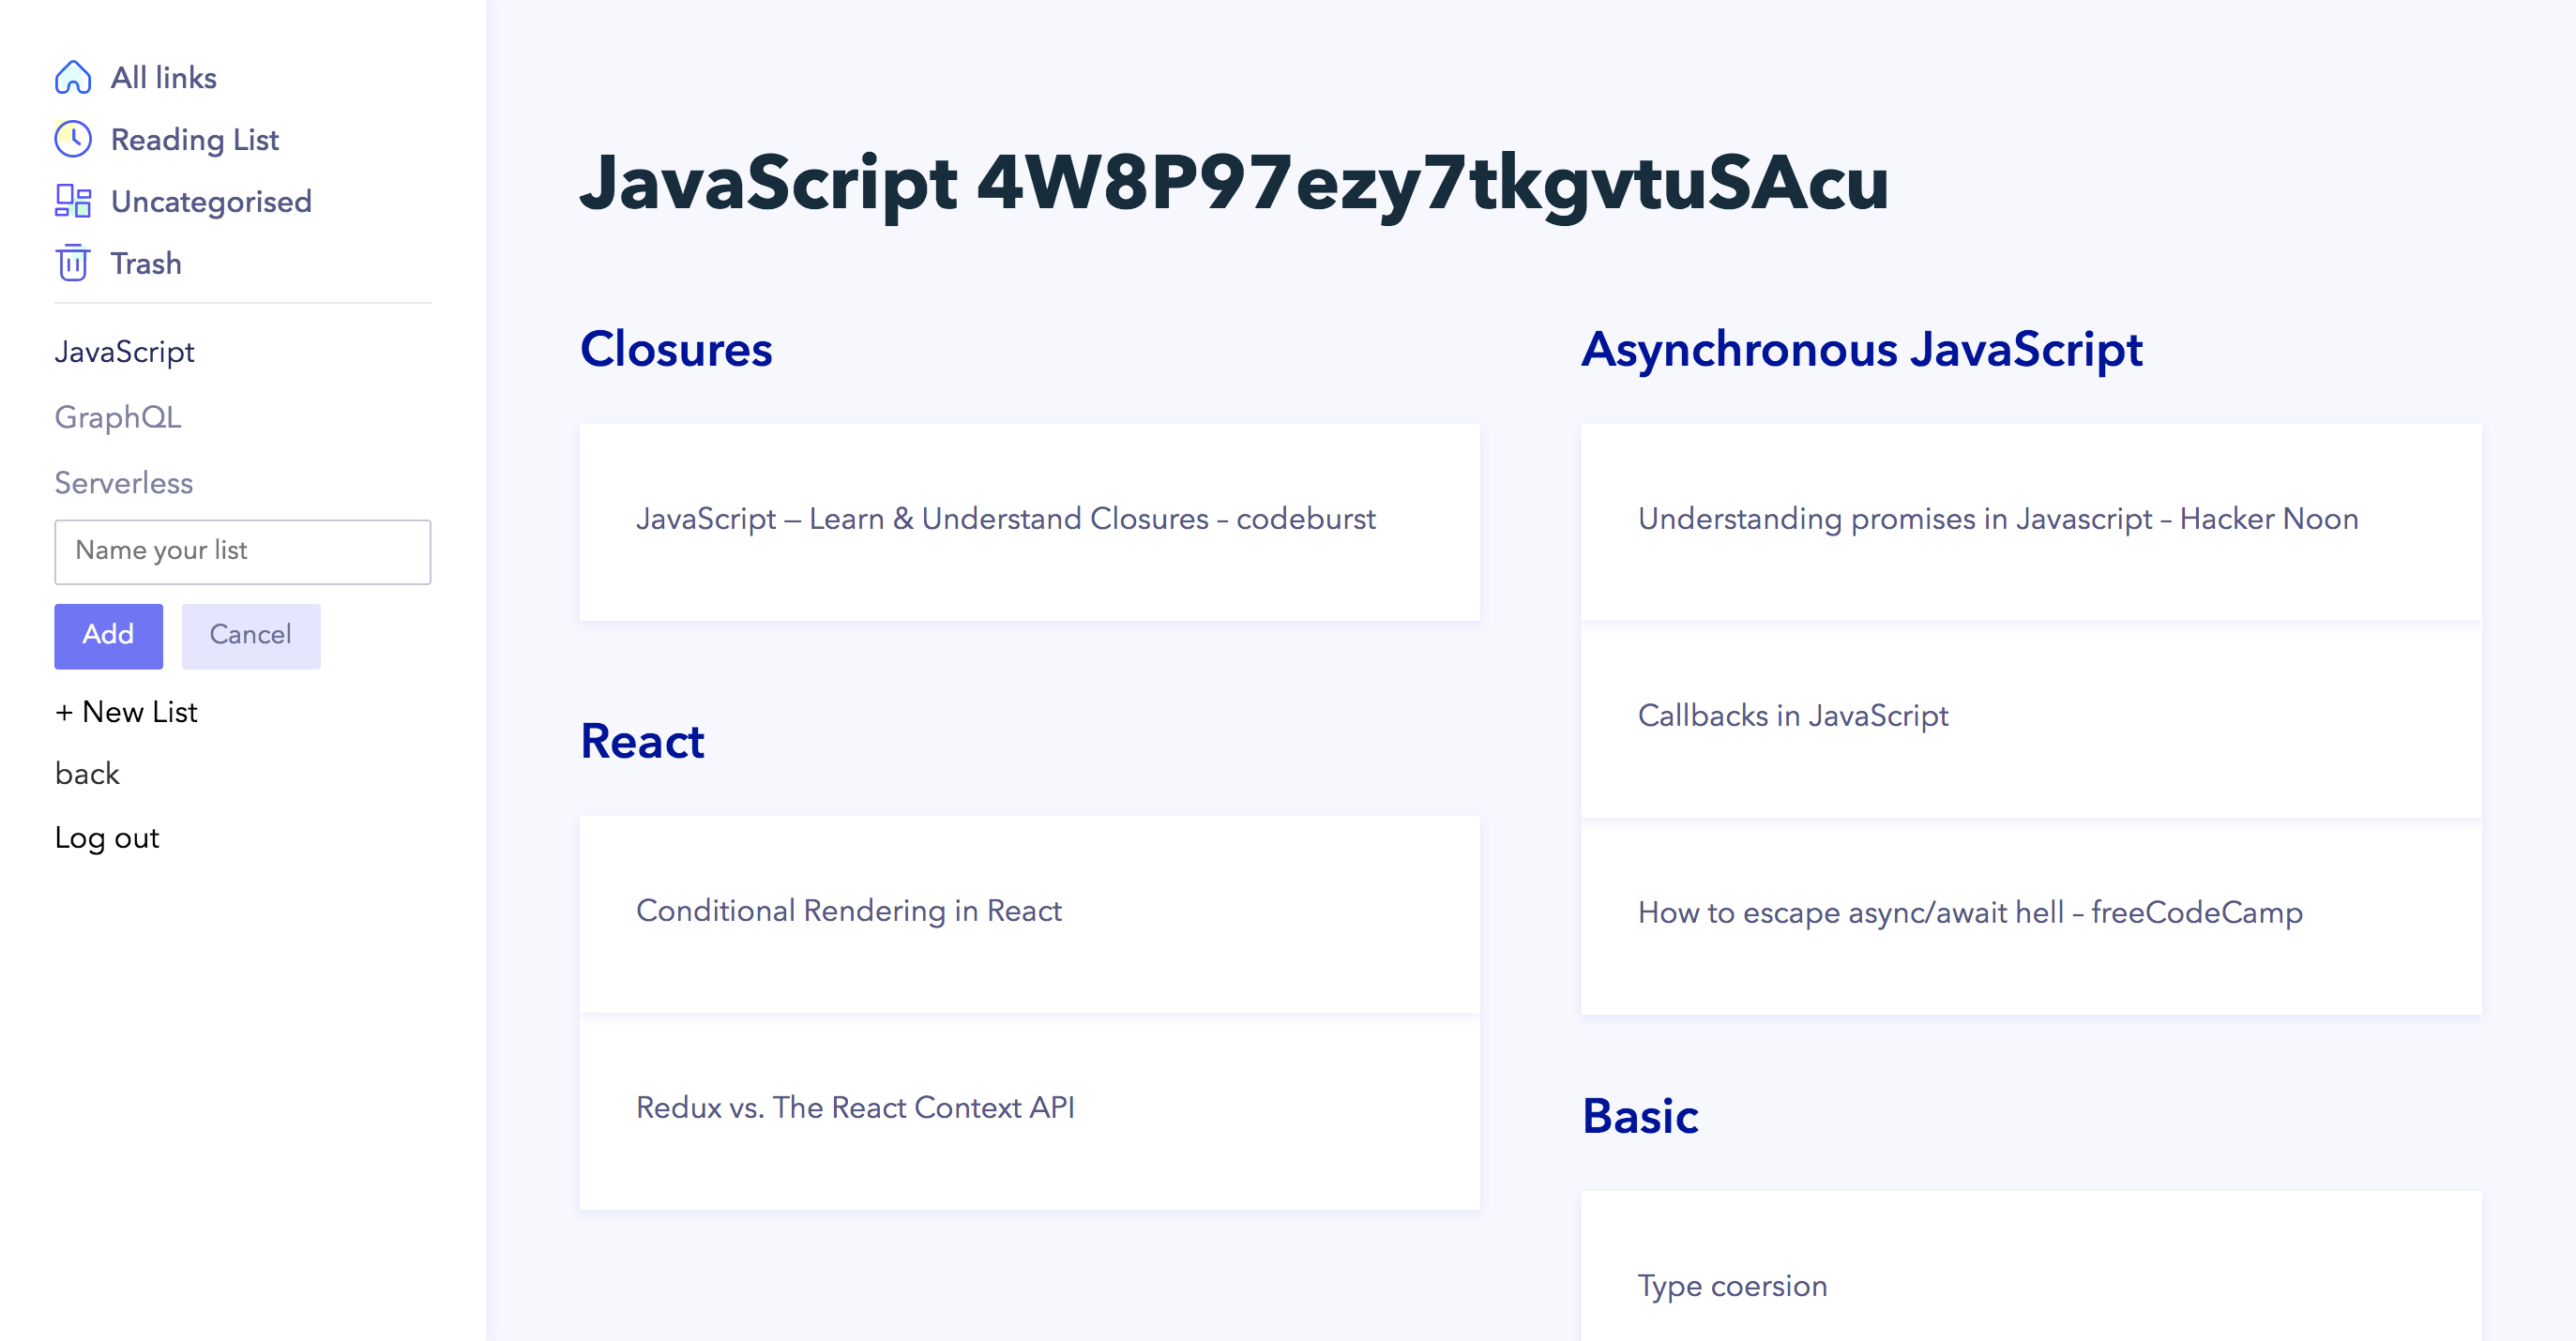 All links
Reading List
Uncategorised
Trash
JavaScript
GraphQL
Serverless
Name your list
Add
Cancel
+ New List
back
Log out
JavaScript 4W8P97ezy7tkgvtuSAcu
Closures
JavaScript — Learn & Understand Closures – codeburst
React
Conditional Rendering in React
Redux vs. The React Context API
Asynchronous JavaScript
Understanding promises in Javascript – Hacker Noon
Callbacks in JavaScript
How to escape async/await hell – freeCodeCamp
Basic
Type coersion